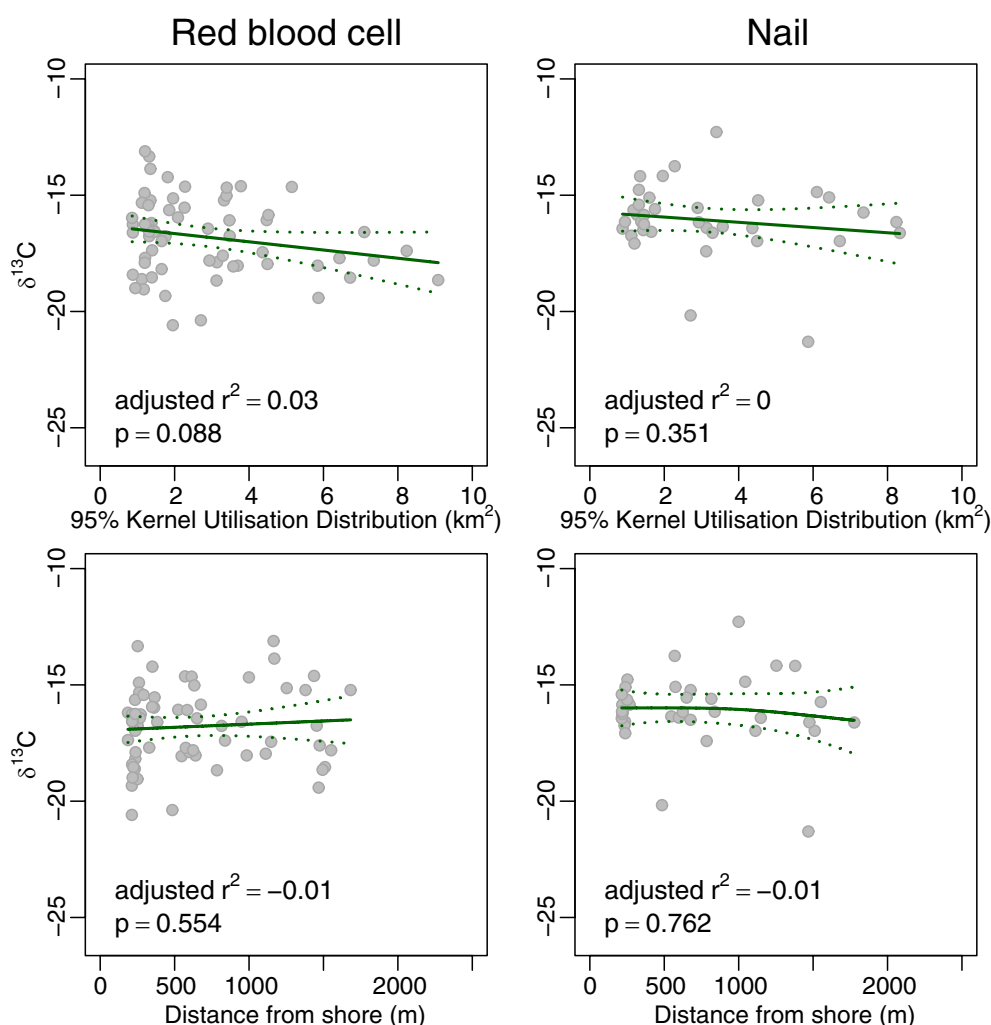 Red blood cell
Nail
δ¹³C
−10
−15
−20
−25
adjusted r² = 0.03
p = 0.088
0 2 4 6 8 10
95% Kernel Utilisation Distribution (km²)
−10
−15
−20
−25
adjusted r² = 0
p = 0.351
0 2 4 6 8 10
95% Kernel Utilisation Distribution (km²)
δ¹³C
−10
−15
−20
−25
adjusted r² = −0.01
p = 0.554
0 500 1000 2000
Distance from shore (m)
−10
−15
−20
−25
adjusted r² = −0.01
p = 0.762
0 500 1000 2000
Distance from shore (m)